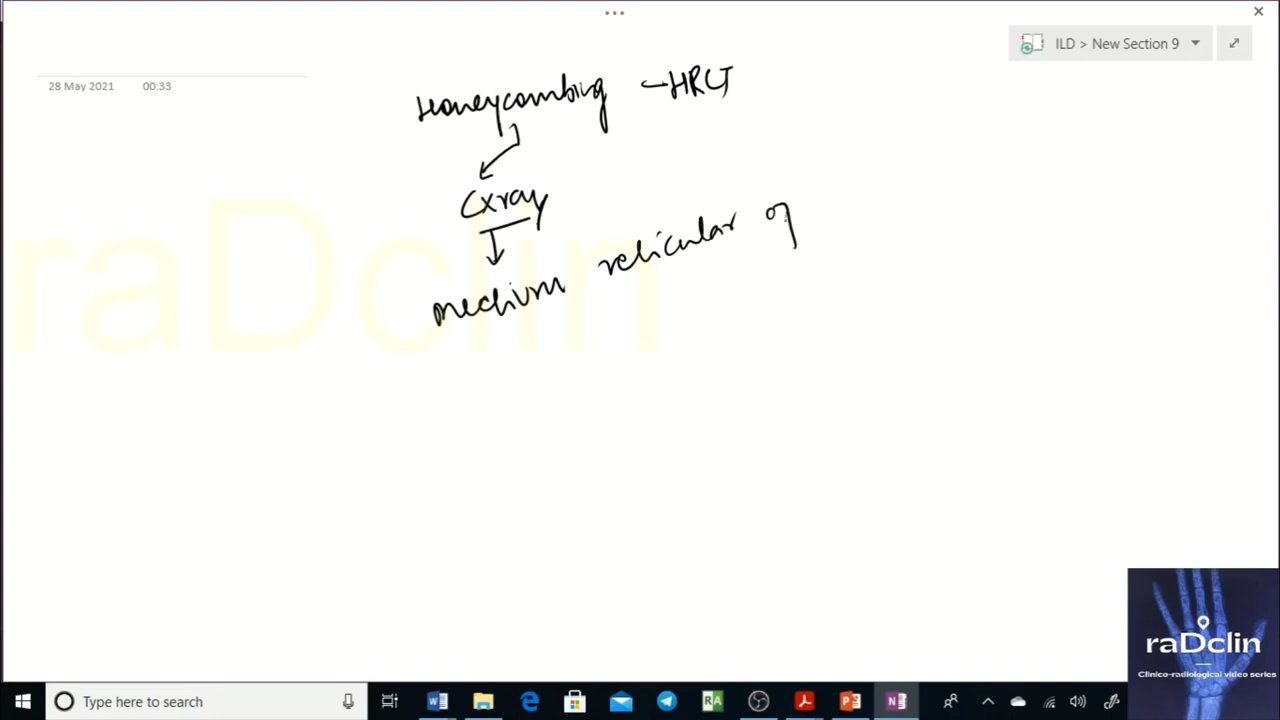 ILD > New Section 9
28 May 2021 00:33
Honeycombing - HRCT
Cxray
medium reticular op
raDclin
Type here to search
raDclin
Clinico-radiological video series